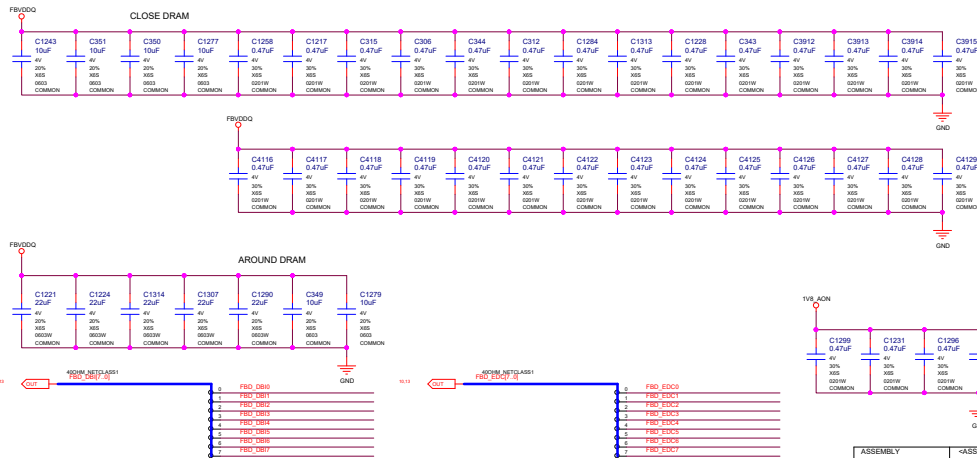 FBVDDQ
CLOSE DRAM
C1243 C351 C350 C1277 C1258 C1217 C315 C306 C344 C312 C1284 C1313 C1228 C343 C3912 C3913 C3914 C3915
10uF 10uF 10uF 10uF 0.47uF 0.47uF 0.47uF 0.47uF 0.47uF 0.47uF 0.47uF 0.47uF 0.47uF 0.47uF 0.47uF 0.47uF 0.47uF 0.47uF
4V 4V 4V 4V 4V 4V 4V 4V 4V 4V 4V 4V 4V 4V 4V 4V 4V 4V
20% 20% 20% 20% 30% 30% 30% 30% 30% 30% 30% 30% 30% 30% 30% 30% 30% 30%
X6S X6S X6S X6S X6S X6S X6S X6S X6S X6S X6S X6S X6S X6S X6S X6S X6S X6S
0603 0603 0603 0603 0201W 0201W 0201W 0201W 0201W 0201W 0201W 0201W 0201W 0201W 0201W 0201W 0201W 0201W
COMMON COMMON COMMON COMMON COMMON COMMON COMMON COMMON COMMON COMMON COMMON COMMON COMMON COMMON COMMON COMMON COMMON COMMO
GND
FBVDDQ
C4116 C4117 C4118 C4119 C4120 C4121 C4122 C4123 C4124 C4125 C4126 C4127 C4128 C4129
0.47uF 0.47uF 0.47uF 0.47uF 0.47uF 0.47uF 0.47uF 0.47uF 0.47uF 0.47uF 0.47uF 0.47uF 0.47uF 0.47uF
4V 4V 4V 4V 4V 4V 4V 4V 4V 4V 4V 4V 4V 4V
30% 30% 30% 30% 30% 30% 30% 30% 30% 30% 30% 30% 30% 30%
X6S X6S X6S X6S X6S X6S X6S X6S X6S X6S X6S X6S X6S X6S
0201W 0201W 0201W 0201W 0201W 0201W 0201W 0201W 0201W 0201W 0201W 0201W 0201W 0201W
COMMON COMMON COMMON COMMON COMMON COMMON COMMON COMMON COMMON COMMON COMMON COMMON COMMON COMMON
GND
FBVDDQ
AROUND DRAM
C1221 C1224 C1314 C1307 C1290 C349 C1279
22uF 22uF 22uF 22uF 22uF 10uF 10uF
4V 4V 4V 4V 4V 4V 4V
20% 20% 20% 20% 20% 20% 20%
X6S X6S X6S X6S X6S X6S X6S
0603W 0603W 0603W 0603W 0603W 0603 0603
COMMON COMMON COMMON COMMON COMMON COMMON COMMON
GND
1V8_AON
C1299 C1231 C1296
0.47uF 0.47uF 0.47uF
4V 4V 4V
30% 30% 30%
X6S X6S X6S
0201W 0201W 0201W
COMMON COMMON COMMON
OUT
40OHM_NETCLASS1
FBD_DBI[7..0]
0 FBD_DBI0
1 FBD_DBI1
2 FBD_DBI2
3 FBD_DBI3
4 FBD_DBI4
5 FBD_DBI5
6 FBD_DBI6
7 FBD_DBI7
10,13
OUT
40OHM_NETCLASS1
FBD_EDC[7..0]
0 FBD_EDC0
1 FBD_EDC1
2 FBD_EDC2
3 FBD_EDC3
4 FBD_EDC4
5 FBD_EDC5
6 FBD_EDC6
7 FBD_EDC7
ASSEMBLY <ASS